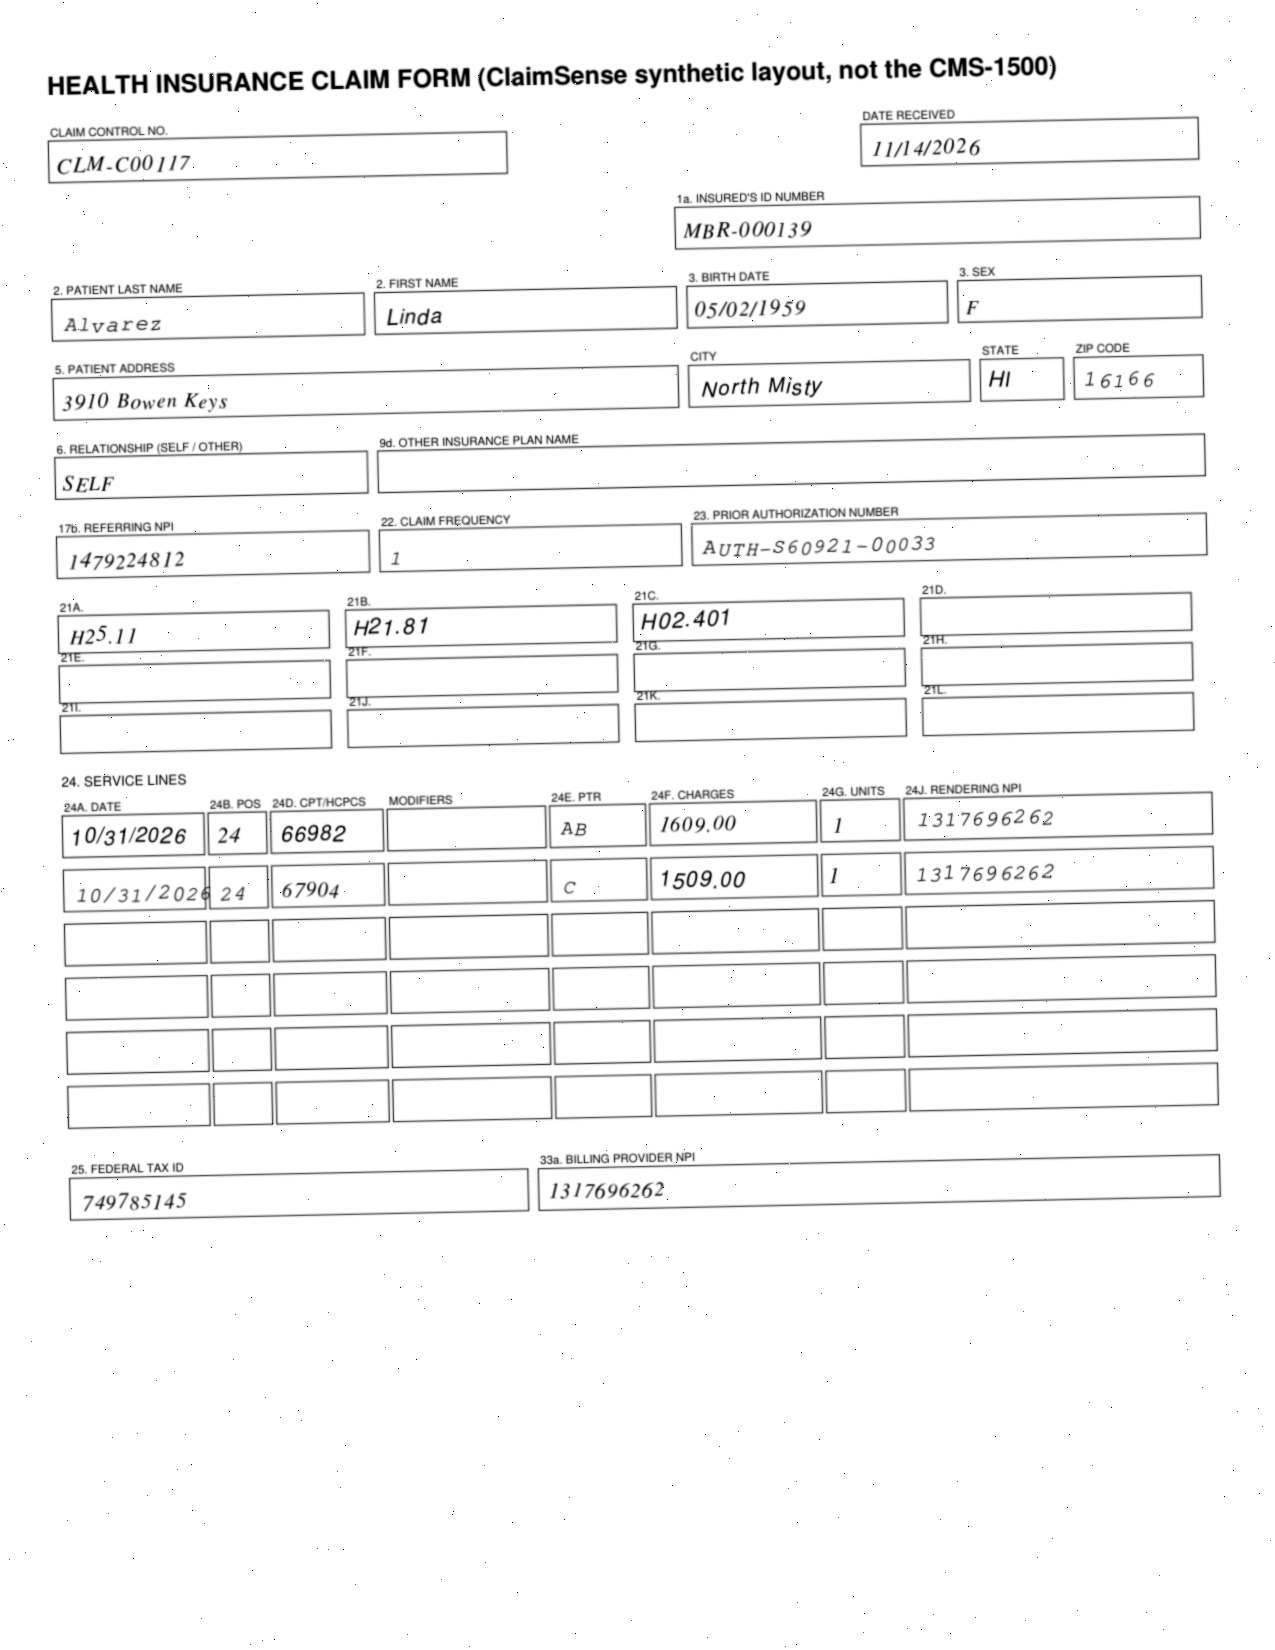 HEALTH INSURANCE CLAIM FORM (ClaimSense synthetic layout, not the CMS-1500)
CLAIM CONTROL NO. DATE RECEIVED
CLM-C00117 11/14/2026
1a. INSURED'S ID NUMBER
MBR-000139
2. PATIENT LAST NAME 2. FIRST NAME 3. BIRTH DATE 3. SEX
Alvarez Linda 05/02/1959 F
5. PATIENT ADDRESS CITY STATE ZIP CODE
3910 Bowen Keys North Misty HI 16166
6. RELATIONSHIP (SELF / OTHER) 9d. OTHER INSURANCE PLAN NAME
SELF
17b. REFERRING NPI 22. CLAIM FREQUENCY 23. PRIOR AUTHORIZATION NUMBER
1479224812 1 AUTH-S60921-00033
21A. 21B. 21C. 21D.
H25.11 H21.81 H02.401
21E. 21F. 21G. 21H.
21I. 21J. 21K. 21L.
24. SERVICE LINES
24A. DATE 24B. POS 24D. CPT/HCPCS MODIFIERS 24E. PTR 24F. CHARGES 24G. UNITS 24J. RENDERING NPI
10/31/2026 24 66982 AB 1609.00 1 1317696262
10/31/2026 24 67904 C 1509.00 1 1317696262
25. FEDERAL TAX ID 33a. BILLING PROVIDER NPI
749785145 1317696262